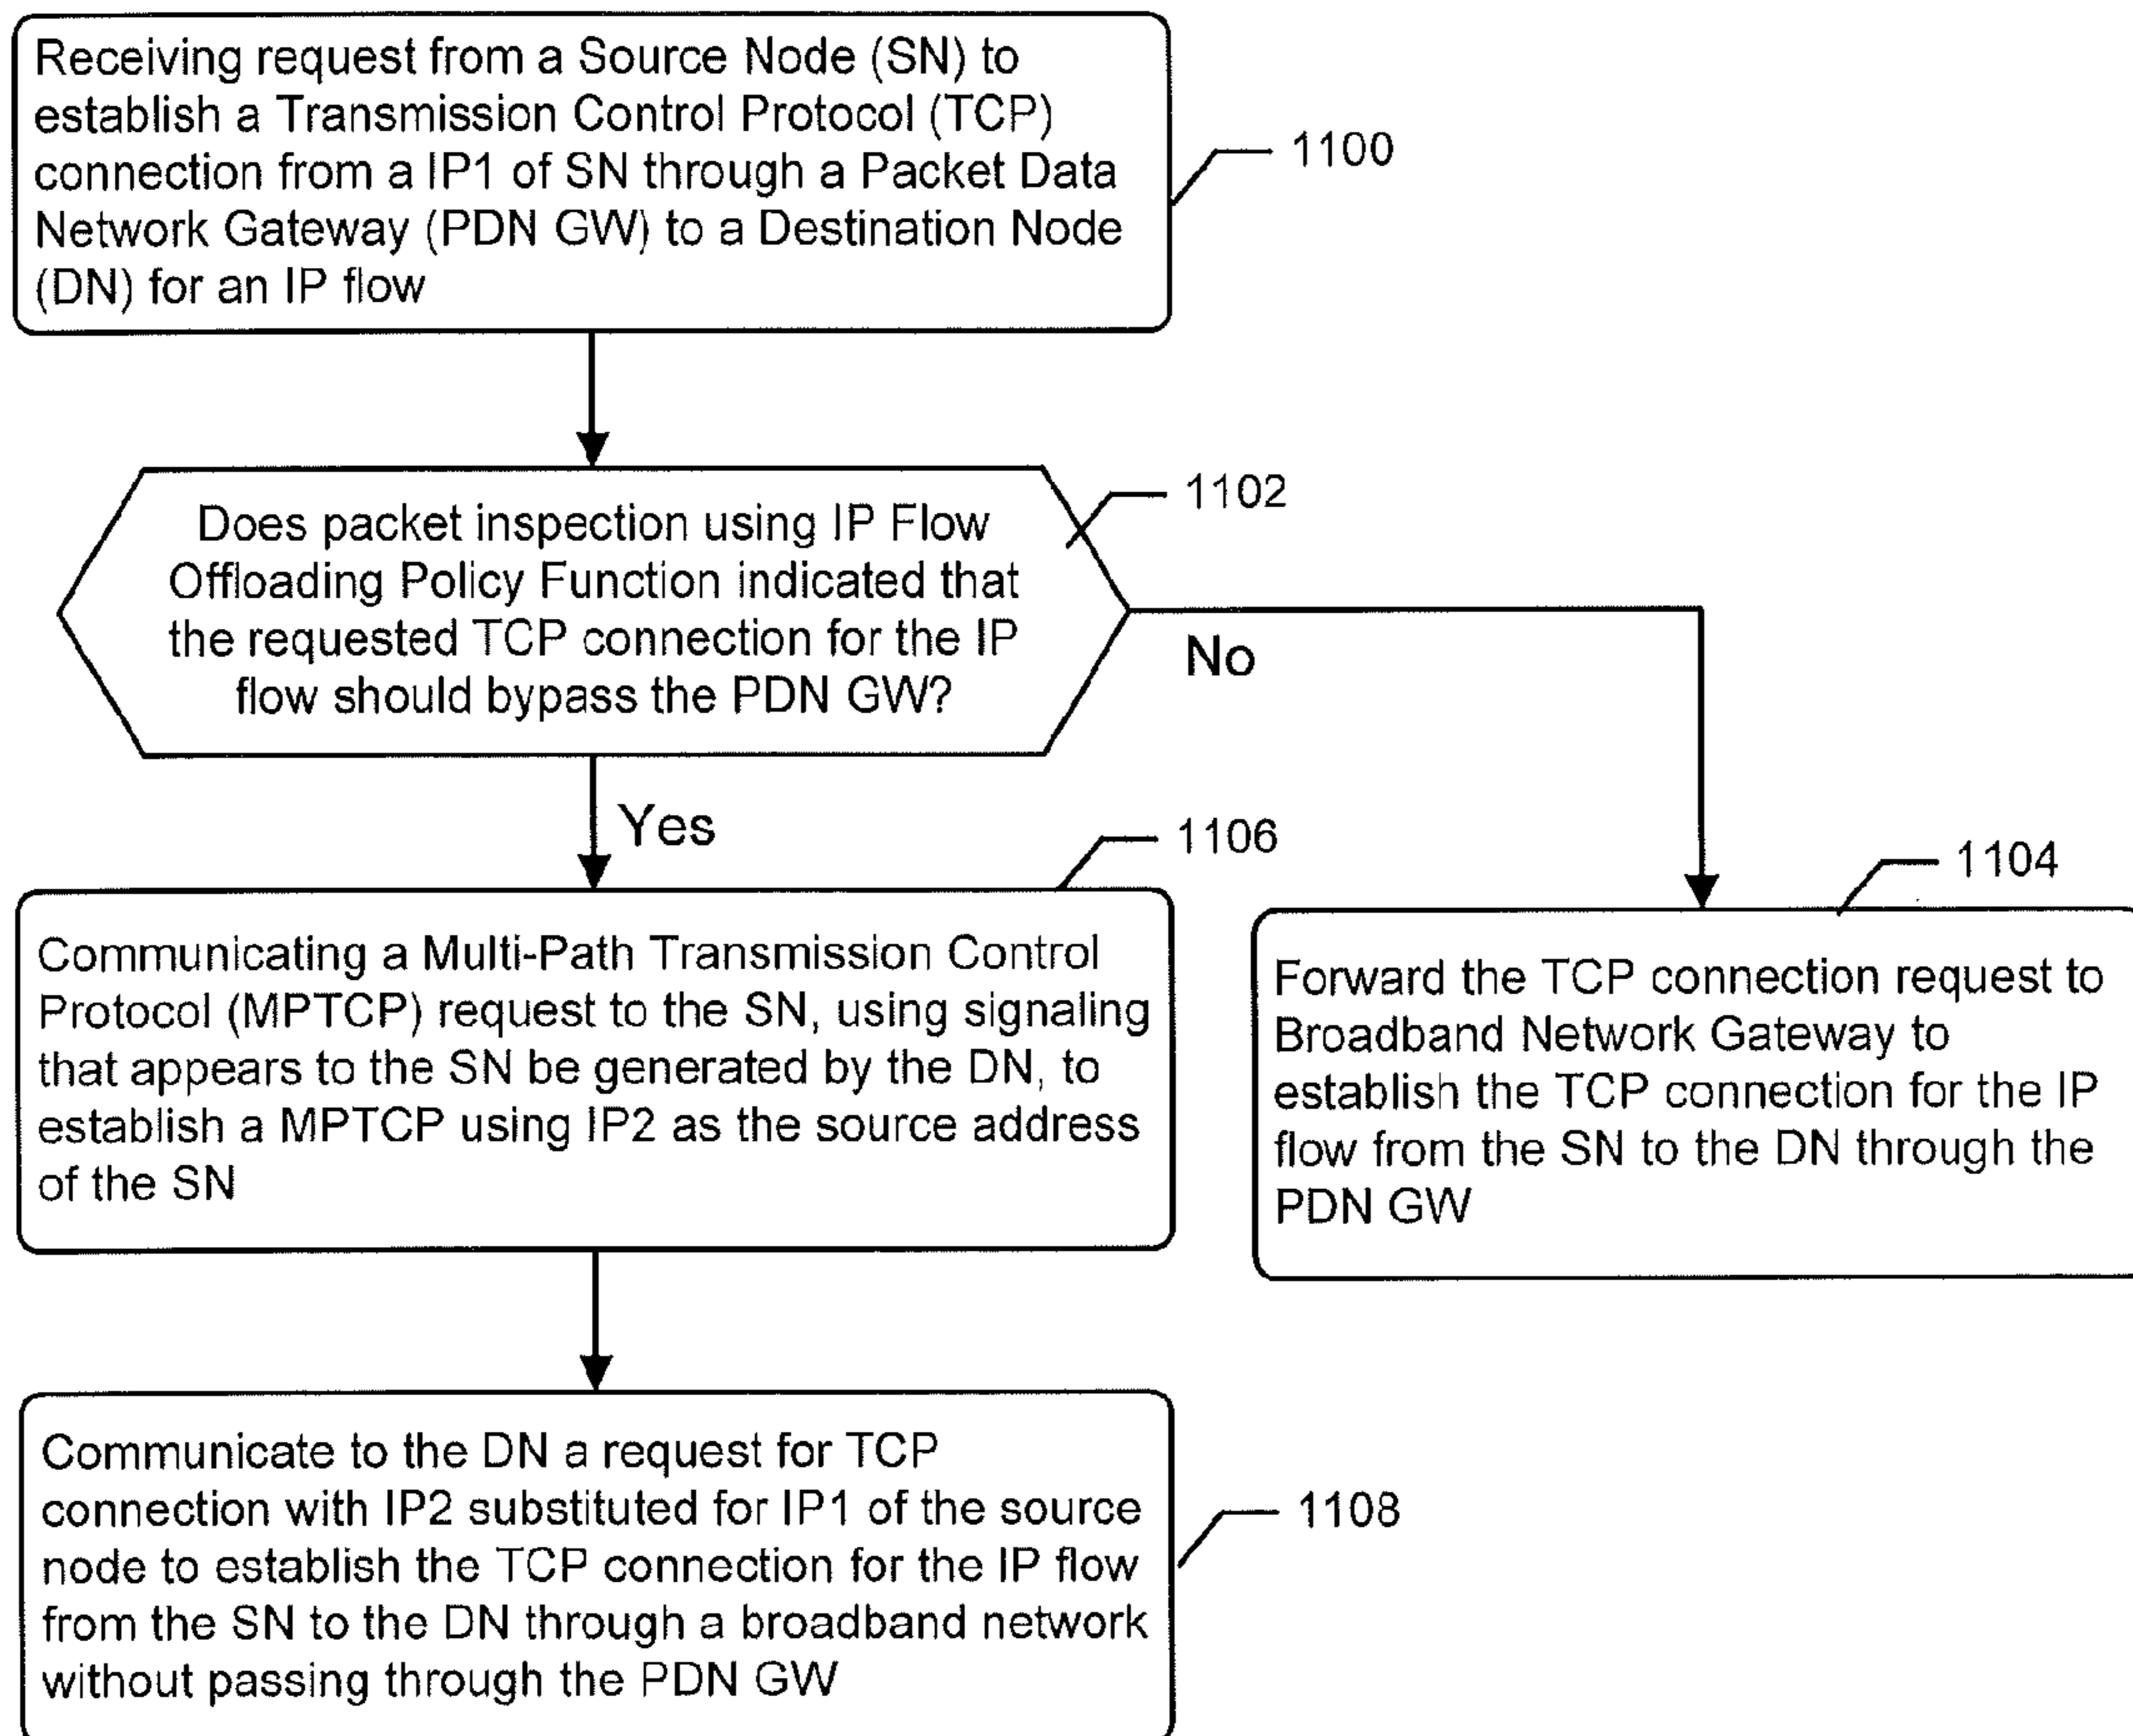 Receiving request from a Source Node (SN) to
establish a Transmission Control Protocol (TCP)
connection from a IP1 of SN through a Packet Data
Network Gateway (PDN GW) to a Destination Node
(DN) for an IP flow
1100
Does packet inspection using IP Flow
Offloading Policy Function indicated that
the requested TCP connection for the IP
flow should bypass the PDN GW?
1102
No
Yes
1106
Communicating a Multi-Path Transmission Control
Protocol (MPTCP) request to the SN, using signaling
that appears to the SN be generated by the DN, to
establish a MPTCP using IP2 as the source address
of the SN
1104
Forward the TCP connection request to
Broadband Network Gateway to
establish the TCP connection for the IP
flow from the SN to the DN through the
PDN GW
Communicate to the DN a request for TCP
connection with IP2 substituted for IP1 of the source
node to establish the TCP connection for the IP flow
from the SN to the DN through a broadband network
without passing through the PDN GW
1108